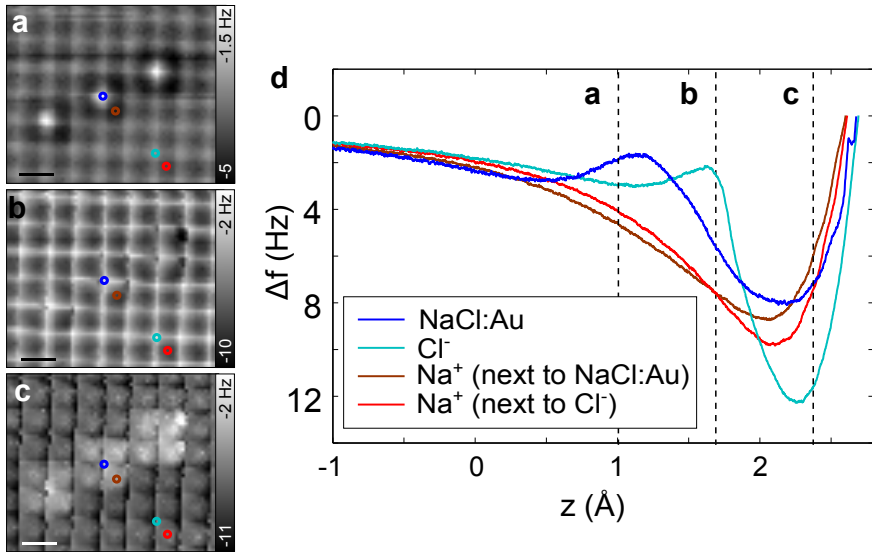 a
-1.5 Hz
-5
b
-2 Hz
-10
c
-2 Hz
-11
d
a
b
c
0
4
8
12
Δf (Hz)
NaCl:Au
Cl⁻
Na⁺ (next to NaCl:Au)
Na⁺ (next to Cl⁻)
-1
0
1
2
z (Å)